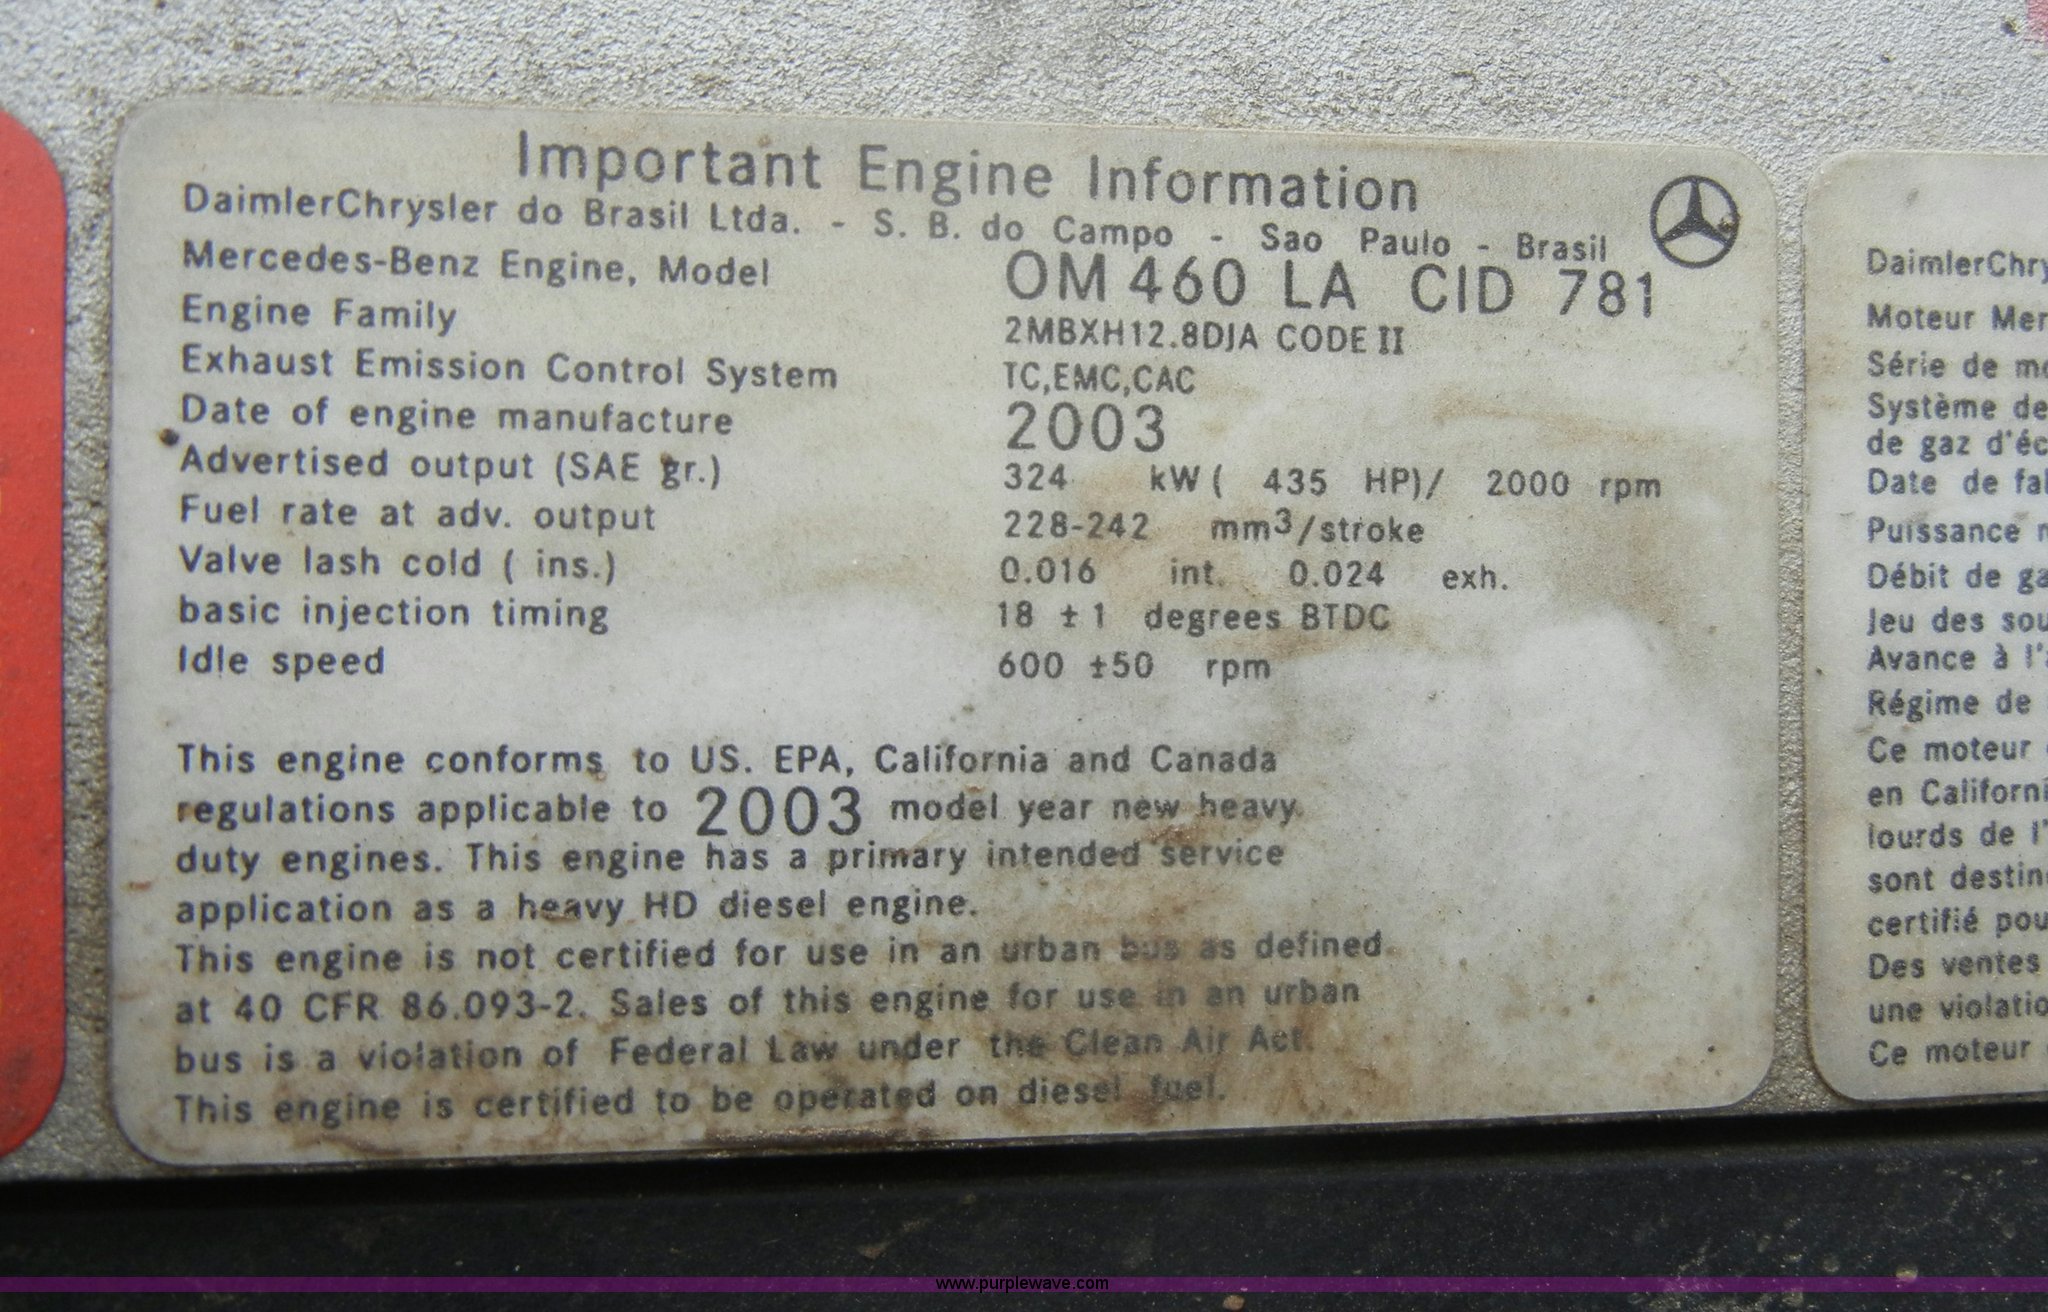 Important Engine Information
DaimlerChrysler do Brasil Ltda. - S. B. do Campo - Sao Paulo - Brasil
Mercedes-Benz Engine, Model OM 460 LA CID 781
Engine Family 2MBXH12.8DJA CODE II
Exhaust Emission Control System TC,EMC,CAC
Date of engine manufacture 2003
Advertised output (SAE gr.) 324 kW ( 435 HP)/ 2000 rpm
Fuel rate at adv. output 228-242 mm3/stroke
Valve lash cold ( ins.) 0.016 int. 0.024 exh.
basic injection timing 18 ±1 degrees BTDC
Idle speed 600 ±50 rpm
This engine conforms to US. EPA, California and Canada
regulations applicable to 2003 model year new heavy
duty engines. This engine has a primary intended service
application as a heavy HD diesel engine.
This engine is not certified for use in an urban bus as defined
at 40 CFR 86.093-2. Sales of this engine for use in an urban
bus is a violation of Federal Law under the Clean Air Act.
This engine is certified to be operated on diesel fuel.
DaimlerChry
Moteur Mer
Série de mo
Système de
de gaz d'éc
Date de fal
Puissance
Débit de ga
Jeu des sou
Avance à l'
Régime de
Ce moteur
en Californi
lourds de l'
sont destin
certifié pou
Des ventes
une violatio
Ce moteur
www.purplewave.com